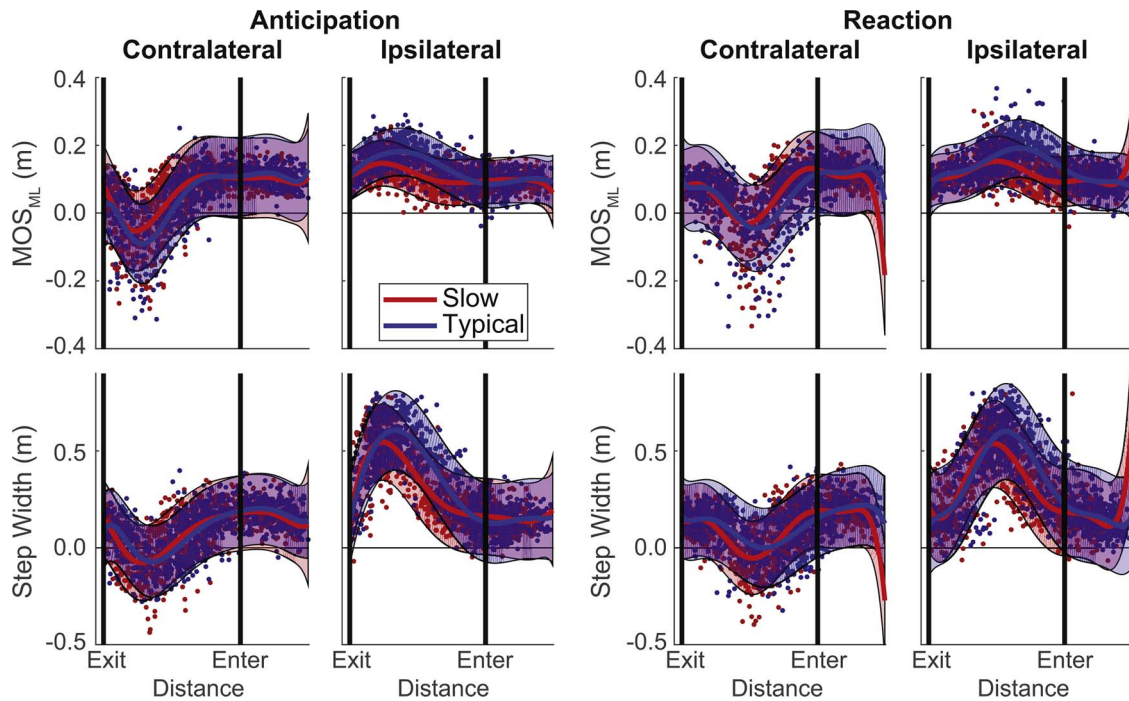 Anticipation
Reaction
Contralateral Ipsilateral
Contralateral Ipsilateral
0.4
0.2
0.0
-0.2
-0.4
MOS_ML (m)
0.4
0.2
0.0
-0.2
-0.4
MOS_ML (m)
Slow
Typical
0.5
0.0
-0.5
Step Width (m)
0.5
0.0
-0.5
Step Width (m)
Exit Enter
Exit Enter
Exit Enter
Exit Enter
Distance
Distance
Distance
Distance